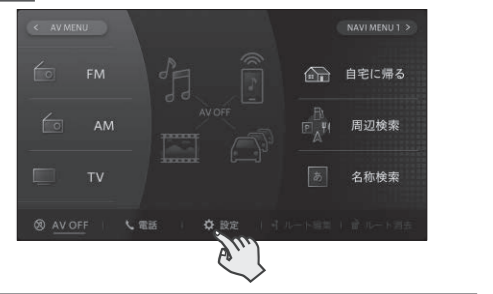 < AV MENU
NAVI MENU 1 >
FM
AM
TV
AV OFF
自宅に帰る
周辺検索
P
B
A
あ
名称検索
AV OFF
電話
設定
ルート編集
ルート消去